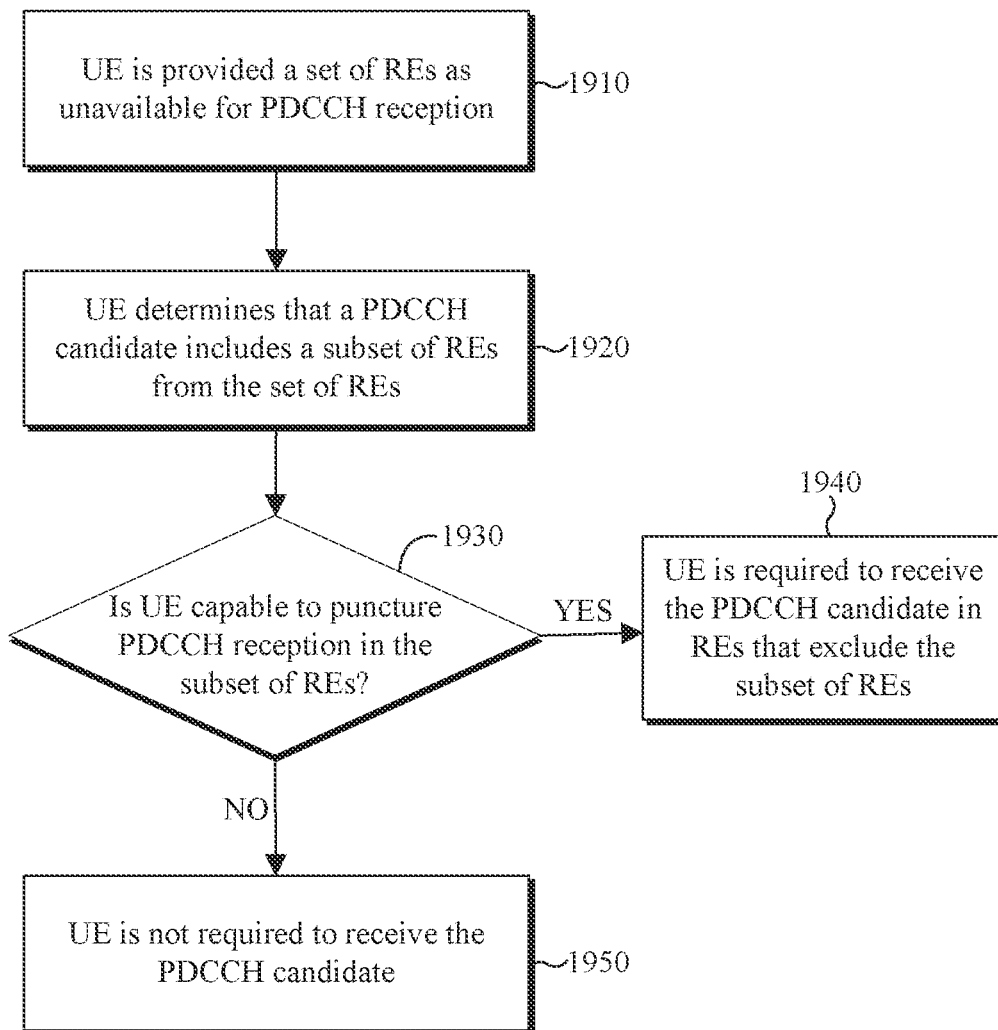 UE is provided a set of REs as
unavailable for PDCCH reception
1910
UE determines that a PDCCH
candidate includes a subset of REs
from the set of REs
1920
1930
Is UE capable to puncture
PDCCH reception in the
subset of REs?
YES
1940
UE is required to receive
the PDCCH candidate in
REs that exclude the
subset of REs
NO
UE is not required to receive the
PDCCH candidate
1950